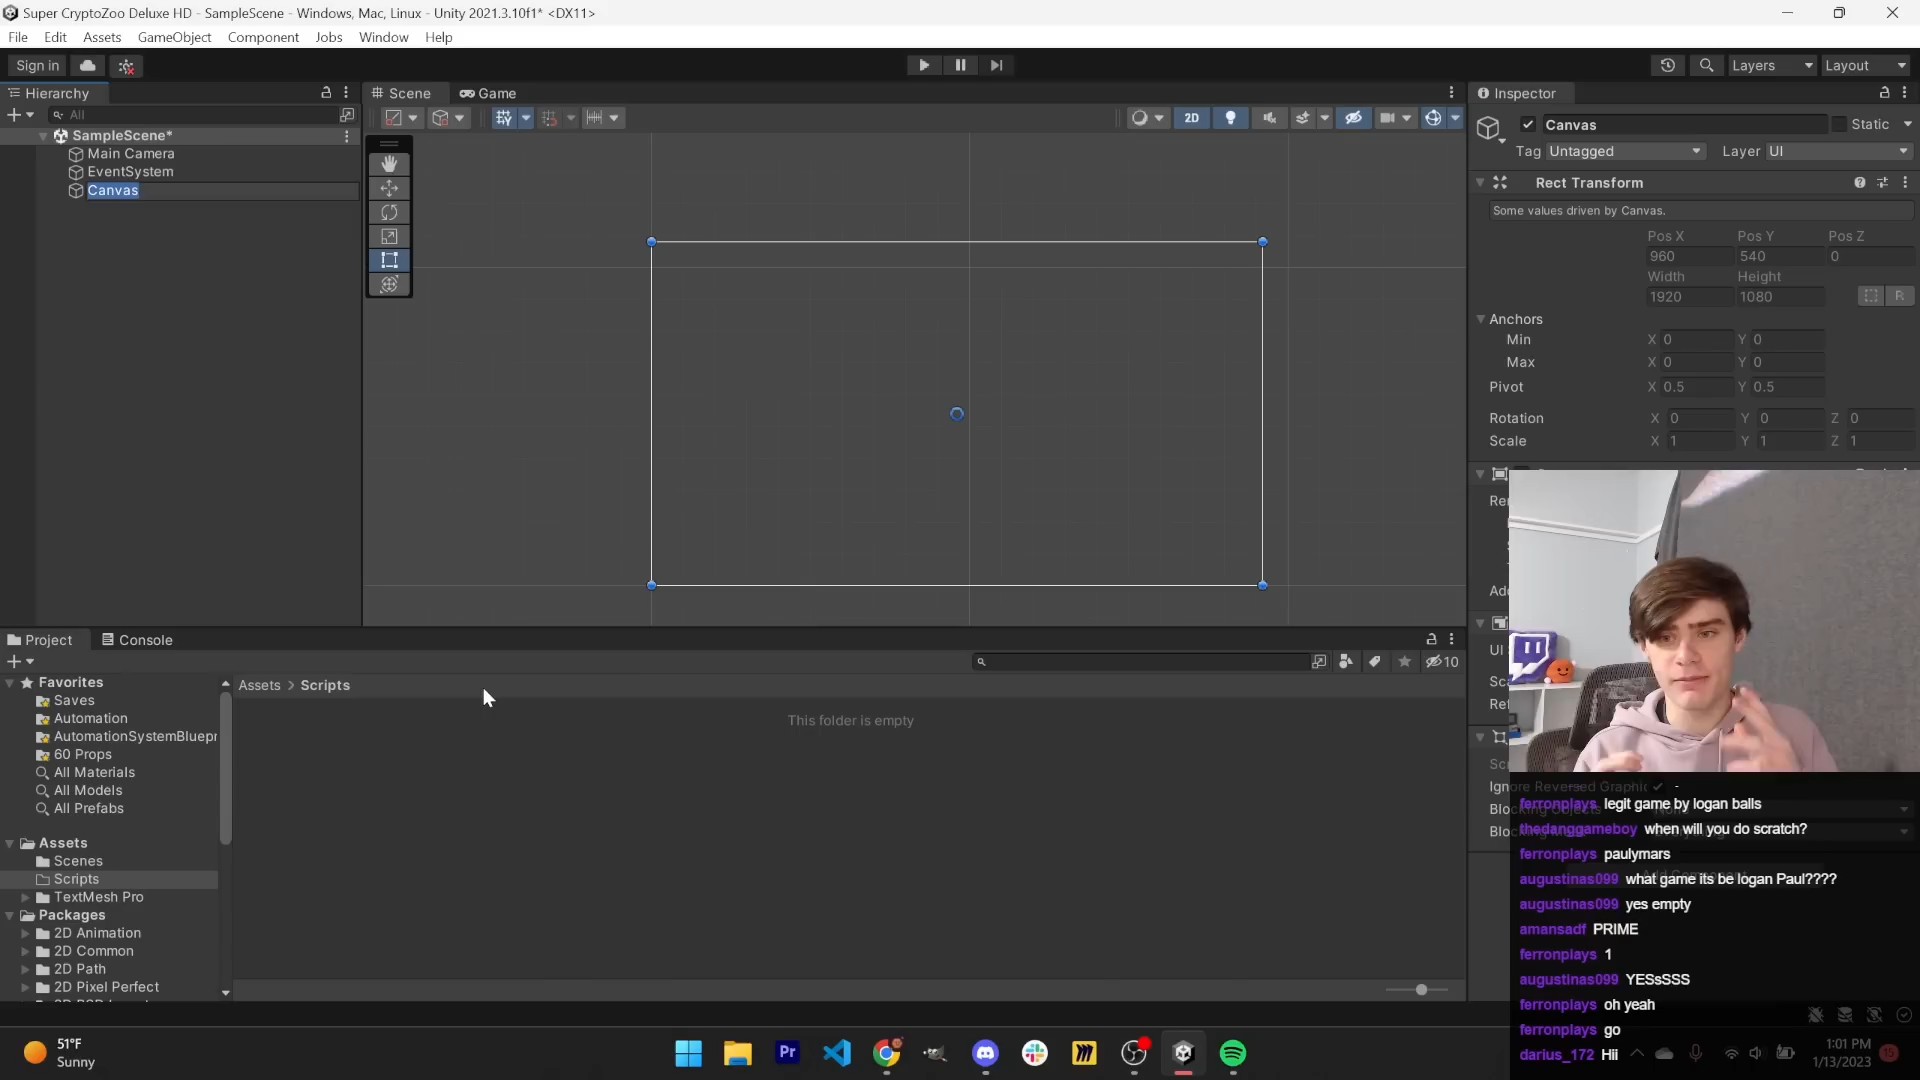 Super CryptoZoo Deluxe HD - SampleScene - Windows, Mac, Linux - Unity 2021.3.10f1* <DX11>
File Edit Assets GameObject Component Jobs Window Help
Sign in
Layers
Layout
Hierarchy
All
SampleScene*
Main Camera
EventSystem
Canvas
Scene
Game
2D
Inspector
Canvas
Static
Tag Untagged
Layer UI
Rect Transform
Some values driven by Canvas.
Pos X Pos Y Pos Z
960 540 0
Width Height
1920 1080
R
Anchors
Min X 0 Y 0
Max X 0 Y 0
Pivot X 0.5 Y 0.5
Rotation X 0 Y 0 Z 0
Scale X 1 Y 1 Z 1
Project
Console
10
Favorites
Saves
Automation
AutomationSystemBluepr
60 Props
All Materials
All Models
All Prefabs
Assets
Scenes
Scripts
TextMesh Pro
Packages
2D Animation
2D Common
2D Path
2D Pixel Perfect
Assets > Scripts
This folder is empty
Ignore Reversed Graphic
ferronplays legit game by logan balls
thedanggameboy when will you do scratch?
ferronplays paulymars
augustinas099 what game its be logan Paul????
augustinas099 yes empty
amansadf PRIME
ferronplays 1
augustinas099 YESsSSS
ferronplays oh yeah
ferronplays go
darius_172 Hii
51°F
Sunny
Pr
1:01 PM
1/13/2023